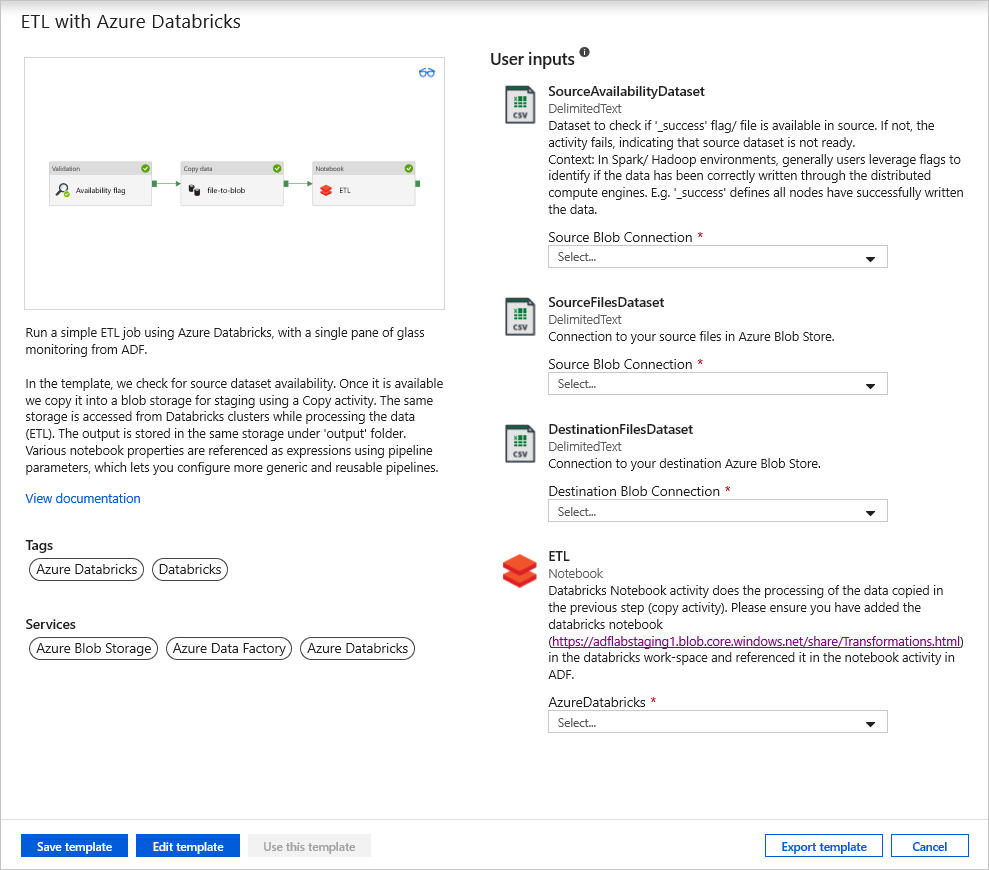 ETL with Azure Databricks
Validation
Availability flag
Copy data
file-to-blob
Notebook
ETL
Run a simple ETL job using Azure Databricks, with a single pane of glass
monitoring from ADF.
In the template, we check for source dataset availability. Once it is available
we copy it into a blob storage for staging using a Copy activity. The same
storage is accessed from Databricks clusters while processing the data
(ETL). The output is stored in the same storage under 'output' folder.
Various notebook properties are referenced as expressions using pipeline
parameters, which lets you configure more generic and reusable pipelines.
View documentation
Tags
Azure Databricks
Databricks
Services
Azure Blob Storage
Azure Data Factory
Azure Databricks
User inputs
CSV
SourceAvailabilityDataset
DelimitedText
Dataset to check if '_success' flag/ file is available in source. If not, the
activity fails, indicating that source dataset is not ready.
Context: In Spark/ Hadoop environments, generally users leverage flags to
identify if the data has been correctly written through the distributed
compute engines. E.g. '_success' defines all nodes have successfully written
the data.
Source Blob Connection *
Select...
CSV
SourceFilesDataset
DelimitedText
Connection to your source files in Azure Blob Store.
Source Blob Connection *
Select...
CSV
DestinationFilesDataset
DelimitedText
Connection to your destination Azure Blob Store.
Destination Blob Connection *
Select...
ETL
Notebook
Databricks Notebook activity does the processing of the data copied in
the previous step (copy activity). Please ensure you have added the
databricks notebook
(https://adflabstaging1.blob.core.windows.net/share/Transformations.html)
in the databricks work-space and referenced it in the notebook activity in
ADF.
AzureDatabricks *
Select...
Save template
Edit template
Use this template
Export template
Cancel